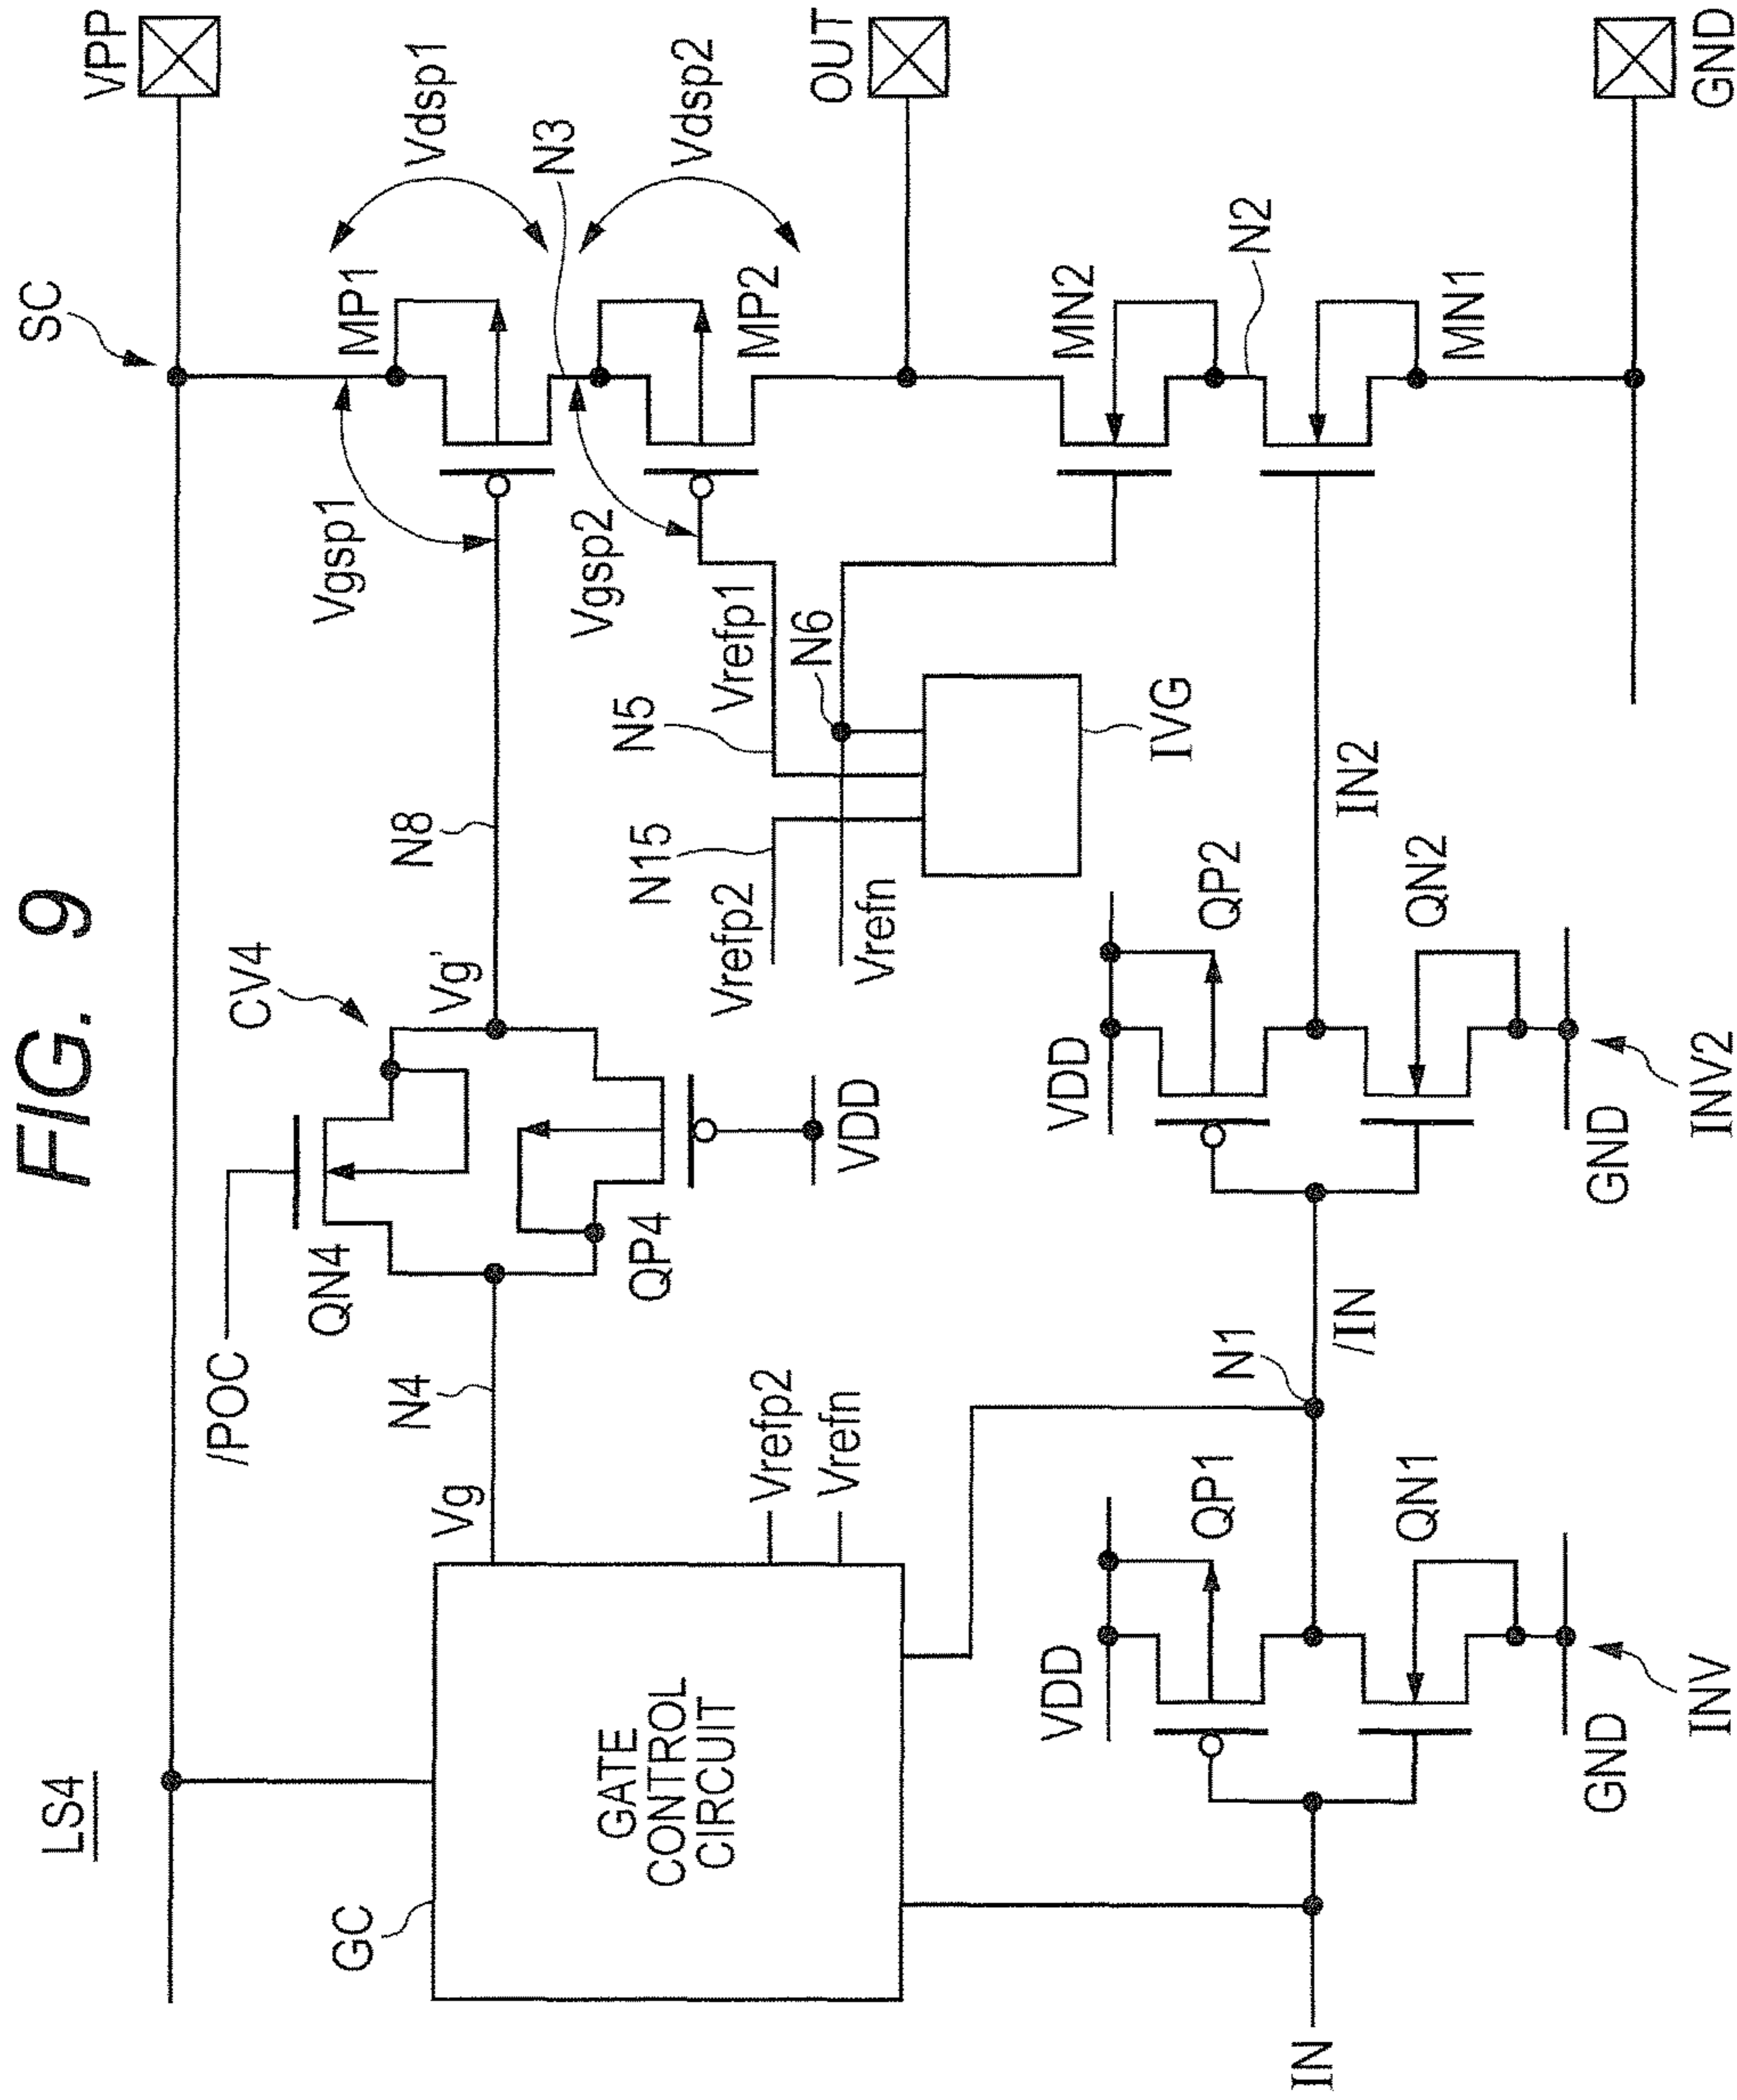 FIG. 9
LS4
SC
VPP
GC
GATE
CONTROL
CIRCUIT
Vg
N4
/POC
QN4
QP4
VDD
CV4
Vg'
N8
Vgsp1
MP1
Vdsp1
N3
Vgsp2
MP2
Vdsp2
OUT
Vrefp2
Vrefn
Vrefp2
Vrefn
N15
N5
Vrefp1
N6
IVG
MN2
N2
MN1
GND
IN
VDD
QP1
QN1
GND
INV
N1
/IN
VDD
QP2
QN2
GND
INV2
IN2